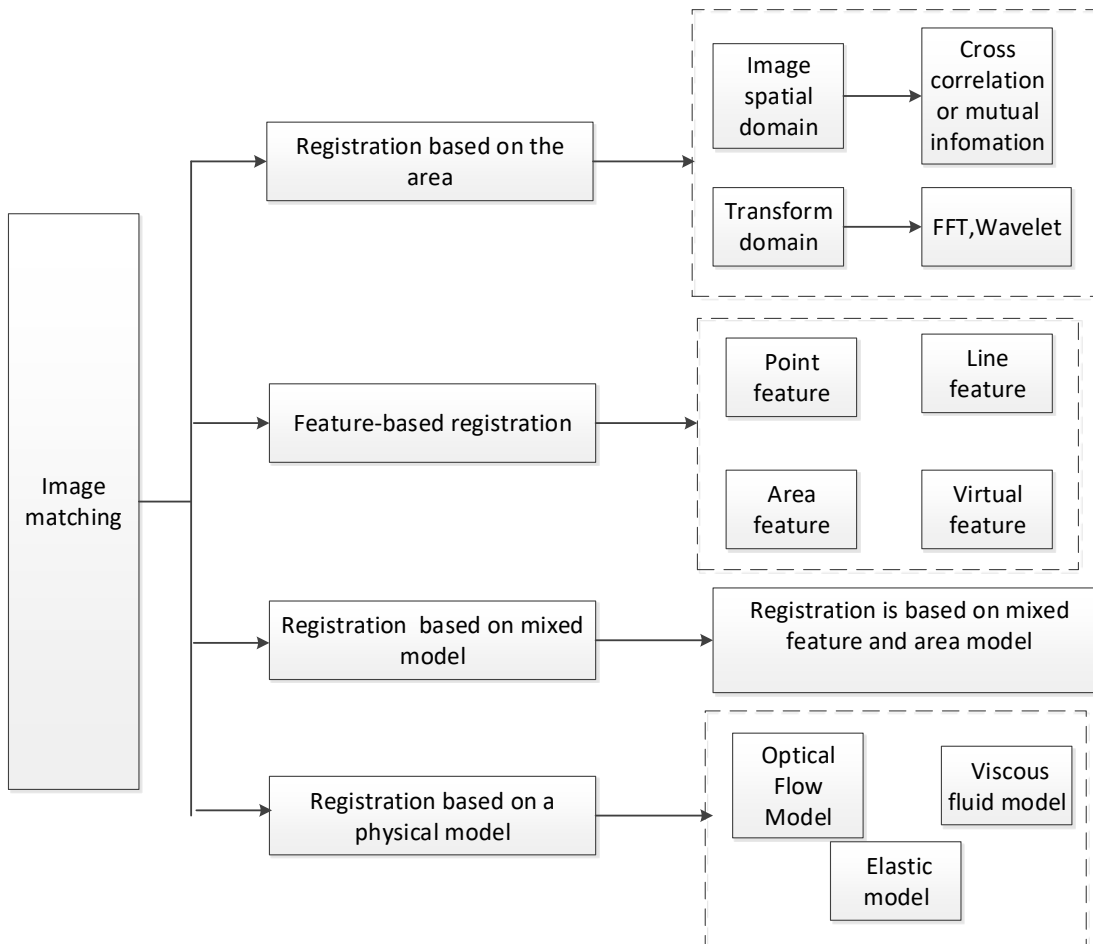 Image
matching
Registration based on the
area
Image
spatial
domain
Cross
correlation
or mutual
infomation
Transform
domain
FFT,Wavelet
Feature-based registration
Point
feature
Line
feature
Area
feature
Virtual
feature
Registration  based on mixed
model
Registration is based on mixed
feature and area model
Registration based on a
physical model
Optical
Flow
Model
Viscous
fluid model
Elastic
model